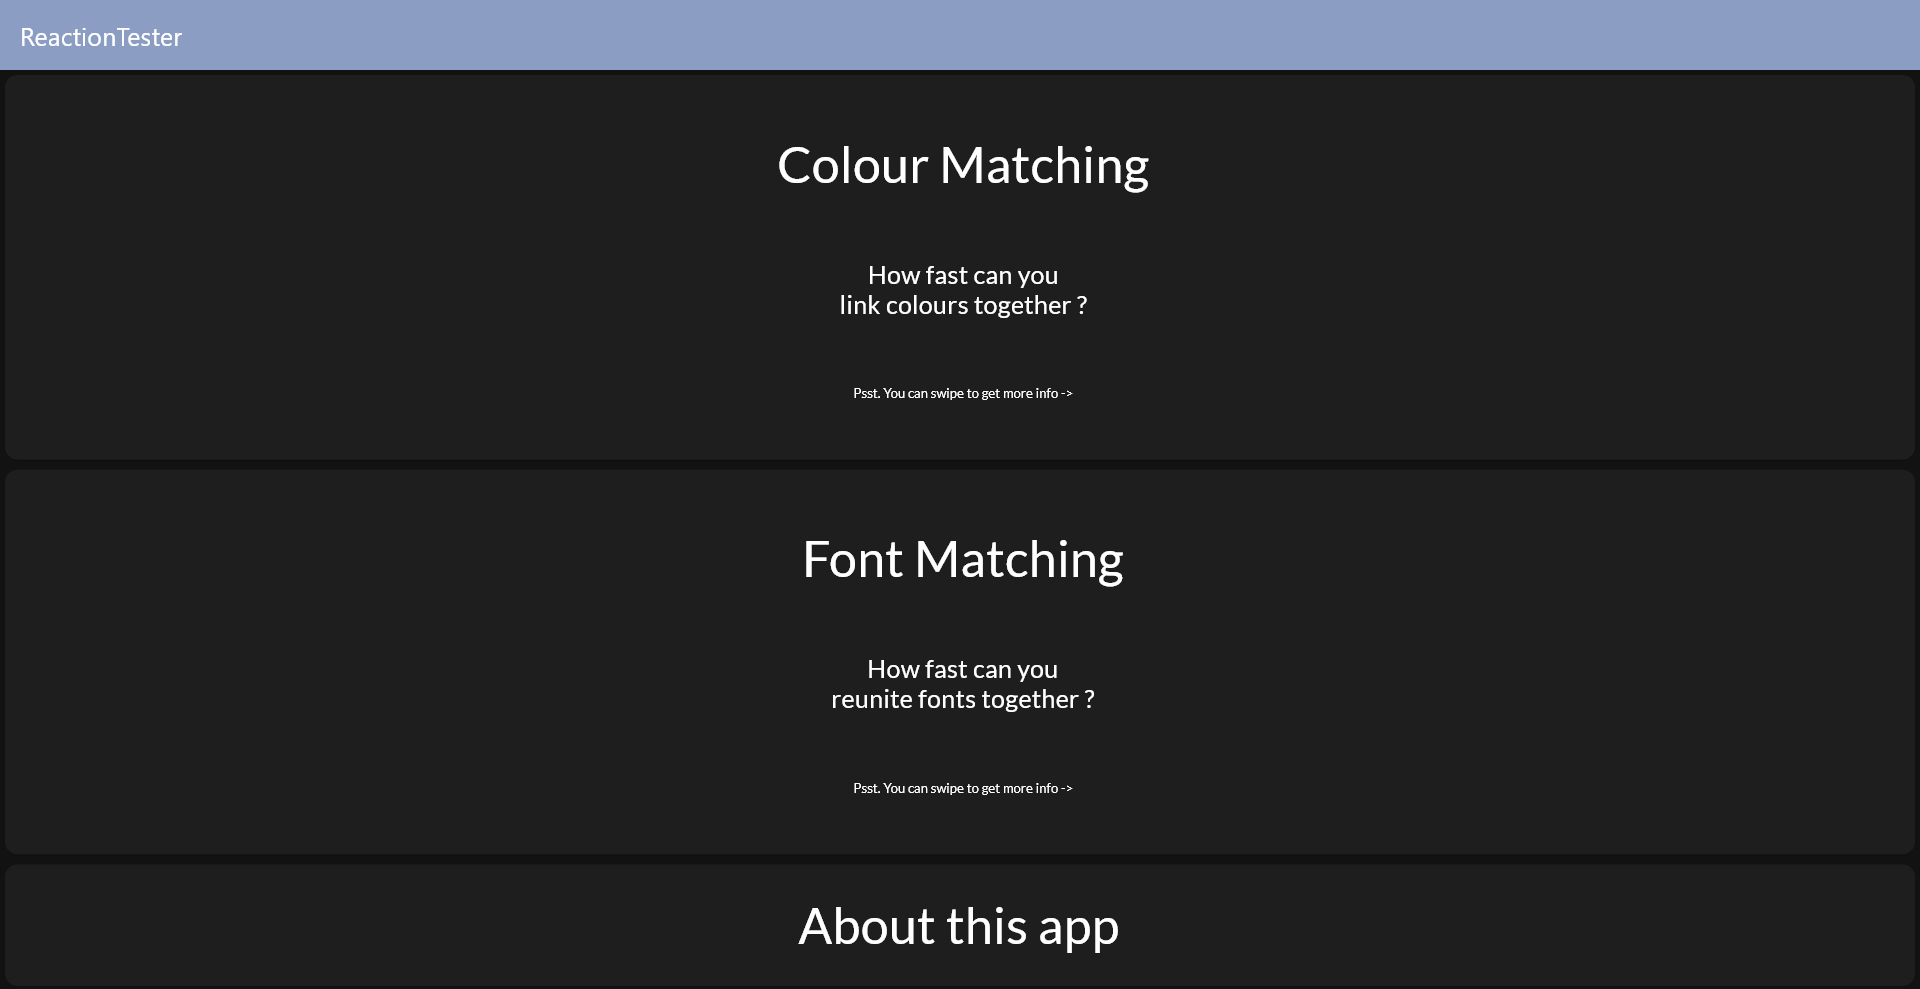 ReactionTester
Colour Matching
How fast can you
link colours together ?
Psst. You can swipe to get more info ->
Font Matching
How fast can you
reunite fonts together ?
Psst. You can swipe to get more info ->
About this app